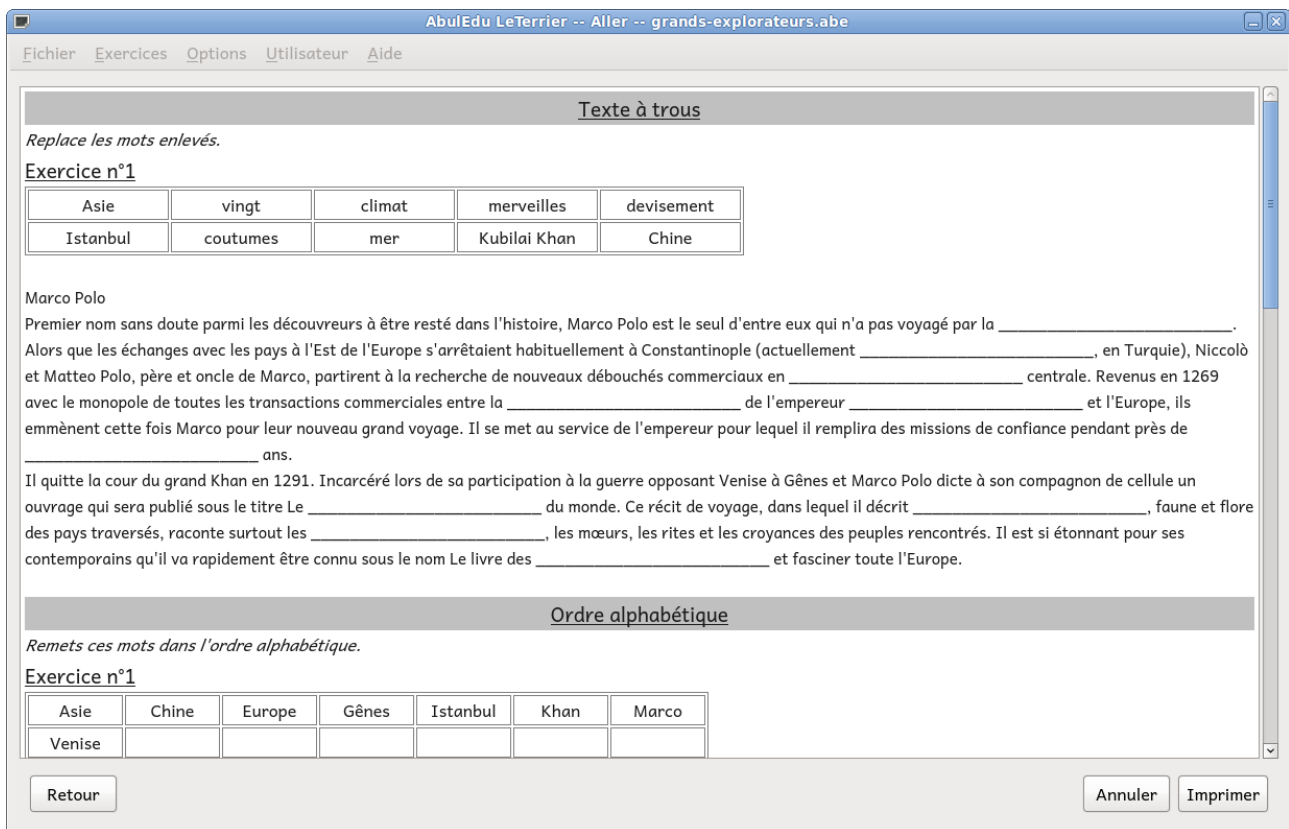 AbulEdu LeTerrier -- Aller -- grands-explorateurs.abe
Fichier Exercices Options Utilisateur Aide
Texte à trous
Replace les mots enlevés.
Exercice n°1
Asie vingt climat merveilles devisement
Istanbul coutumes mer Kubilai Khan Chine
Marco Polo
Premier nom sans doute parmi les découvreurs à être resté dans l'histoire, Marco Polo est le seul d'entre eux qui n'a pas voyagé par la __________________________.
Alors que les échanges avec les pays à l'Est de l'Europe s'arrêtaient habituellement à Constantinople (actuellement __________________________, en Turquie), Niccolò
et Matteo Polo, père et oncle de Marco, partirent à la recherche de nouveaux débouchés commerciaux en __________________________ centrale. Revenus en 1269
avec le monopole de toutes les transactions commerciales entre la __________________________ de l'empereur __________________________ et l'Europe, ils
emmènent cette fois Marco pour leur nouveau grand voyage. Il se met au service de l'empereur pour lequel il remplira des missions de confiance pendant près de
__________________________ ans.
Il quitte la cour du grand Khan en 1291. Incarcéré lors de sa participation à la guerre opposant Venise à Gênes et Marco Polo dicte à son compagnon de cellule un
ouvrage qui sera publié sous le titre Le __________________________ du monde. Ce récit de voyage, dans lequel il décrit __________________________, faune et flore
des pays traversés, raconte surtout les __________________________, les mœurs, les rites et les croyances des peuples rencontrés. Il est si étonnant pour ses
contemporains qu'il va rapidement être connu sous le nom Le livre des __________________________ et fasciner toute l'Europe.
Ordre alphabétique
Remets ces mots dans l'ordre alphabétique.
Exercice n°1
Asie Chine Europe Gênes Istanbul Khan Marco
Venise
Retour Annuler Imprimer